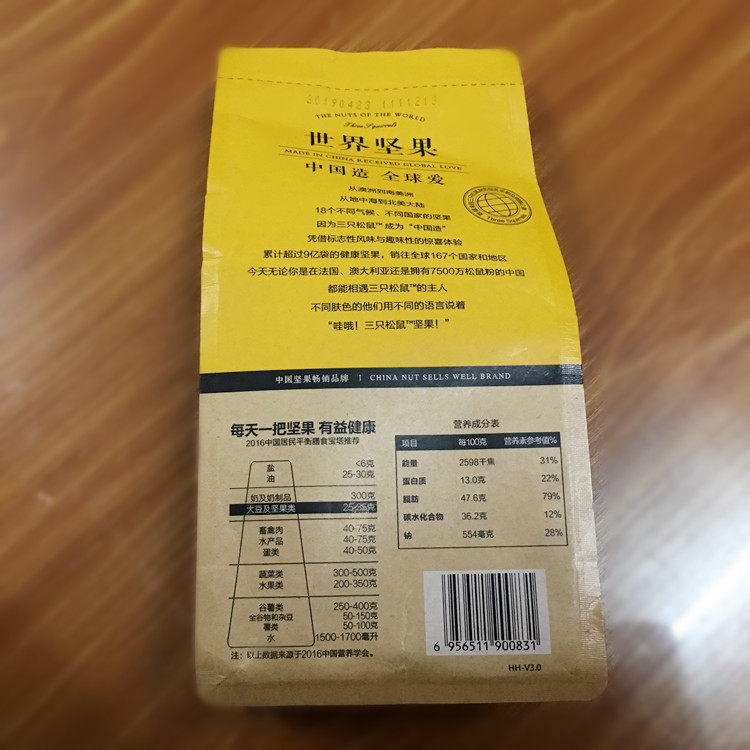 20190423 1111213
THE NUTS OF THE WORLD
Three Squirrels
世界坚果
MADE IN CHINA RECEIVED GLOBAL LOVE
中国造 全球爱
从澳洲到南美洲
从地中海到北美大陆
18个不同气候、不同国家的坚果
因为三只松鼠™成为“中国造”
凭借标志性风味与趣味性的惊喜体验
累计超过9亿袋的健康坚果，销往全球167个国家和地区
今天无论你是在法国、澳大利亚还是拥有7500万松鼠粉的中国
都能相遇三只松鼠™的主人
不同肤色的他们用不同的语言说着
“哇哦！三只松鼠™坚果！”
Three Squirrels
中国坚果畅销品牌 | CHINA NUT SELLS WELL BRAND
每天一把坚果 有益健康
2016中国居民平衡膳食宝塔推荐
盐 <6克
油 25-30克
奶及奶制品 300克
大豆及坚果类 25-35克
畜禽肉 40-75克
水产品 40-75克
蛋类 40-50克
蔬菜类 300-500克
水果类 200-350克
谷薯类 250-400克
全谷物和杂豆 50-150克
薯类 50-100克
水 1500-1700毫升
注：以上数据来源于2016中国营养学会。
营养成分表
项目 每100克 营养素参考值%
能量 2598千焦 31%
蛋白质 13.0克 22%
脂肪 47.6克 79%
碳水化合物 36.2克 12%
钠 554毫克 28%
6 956511 900831
HH-V3.0